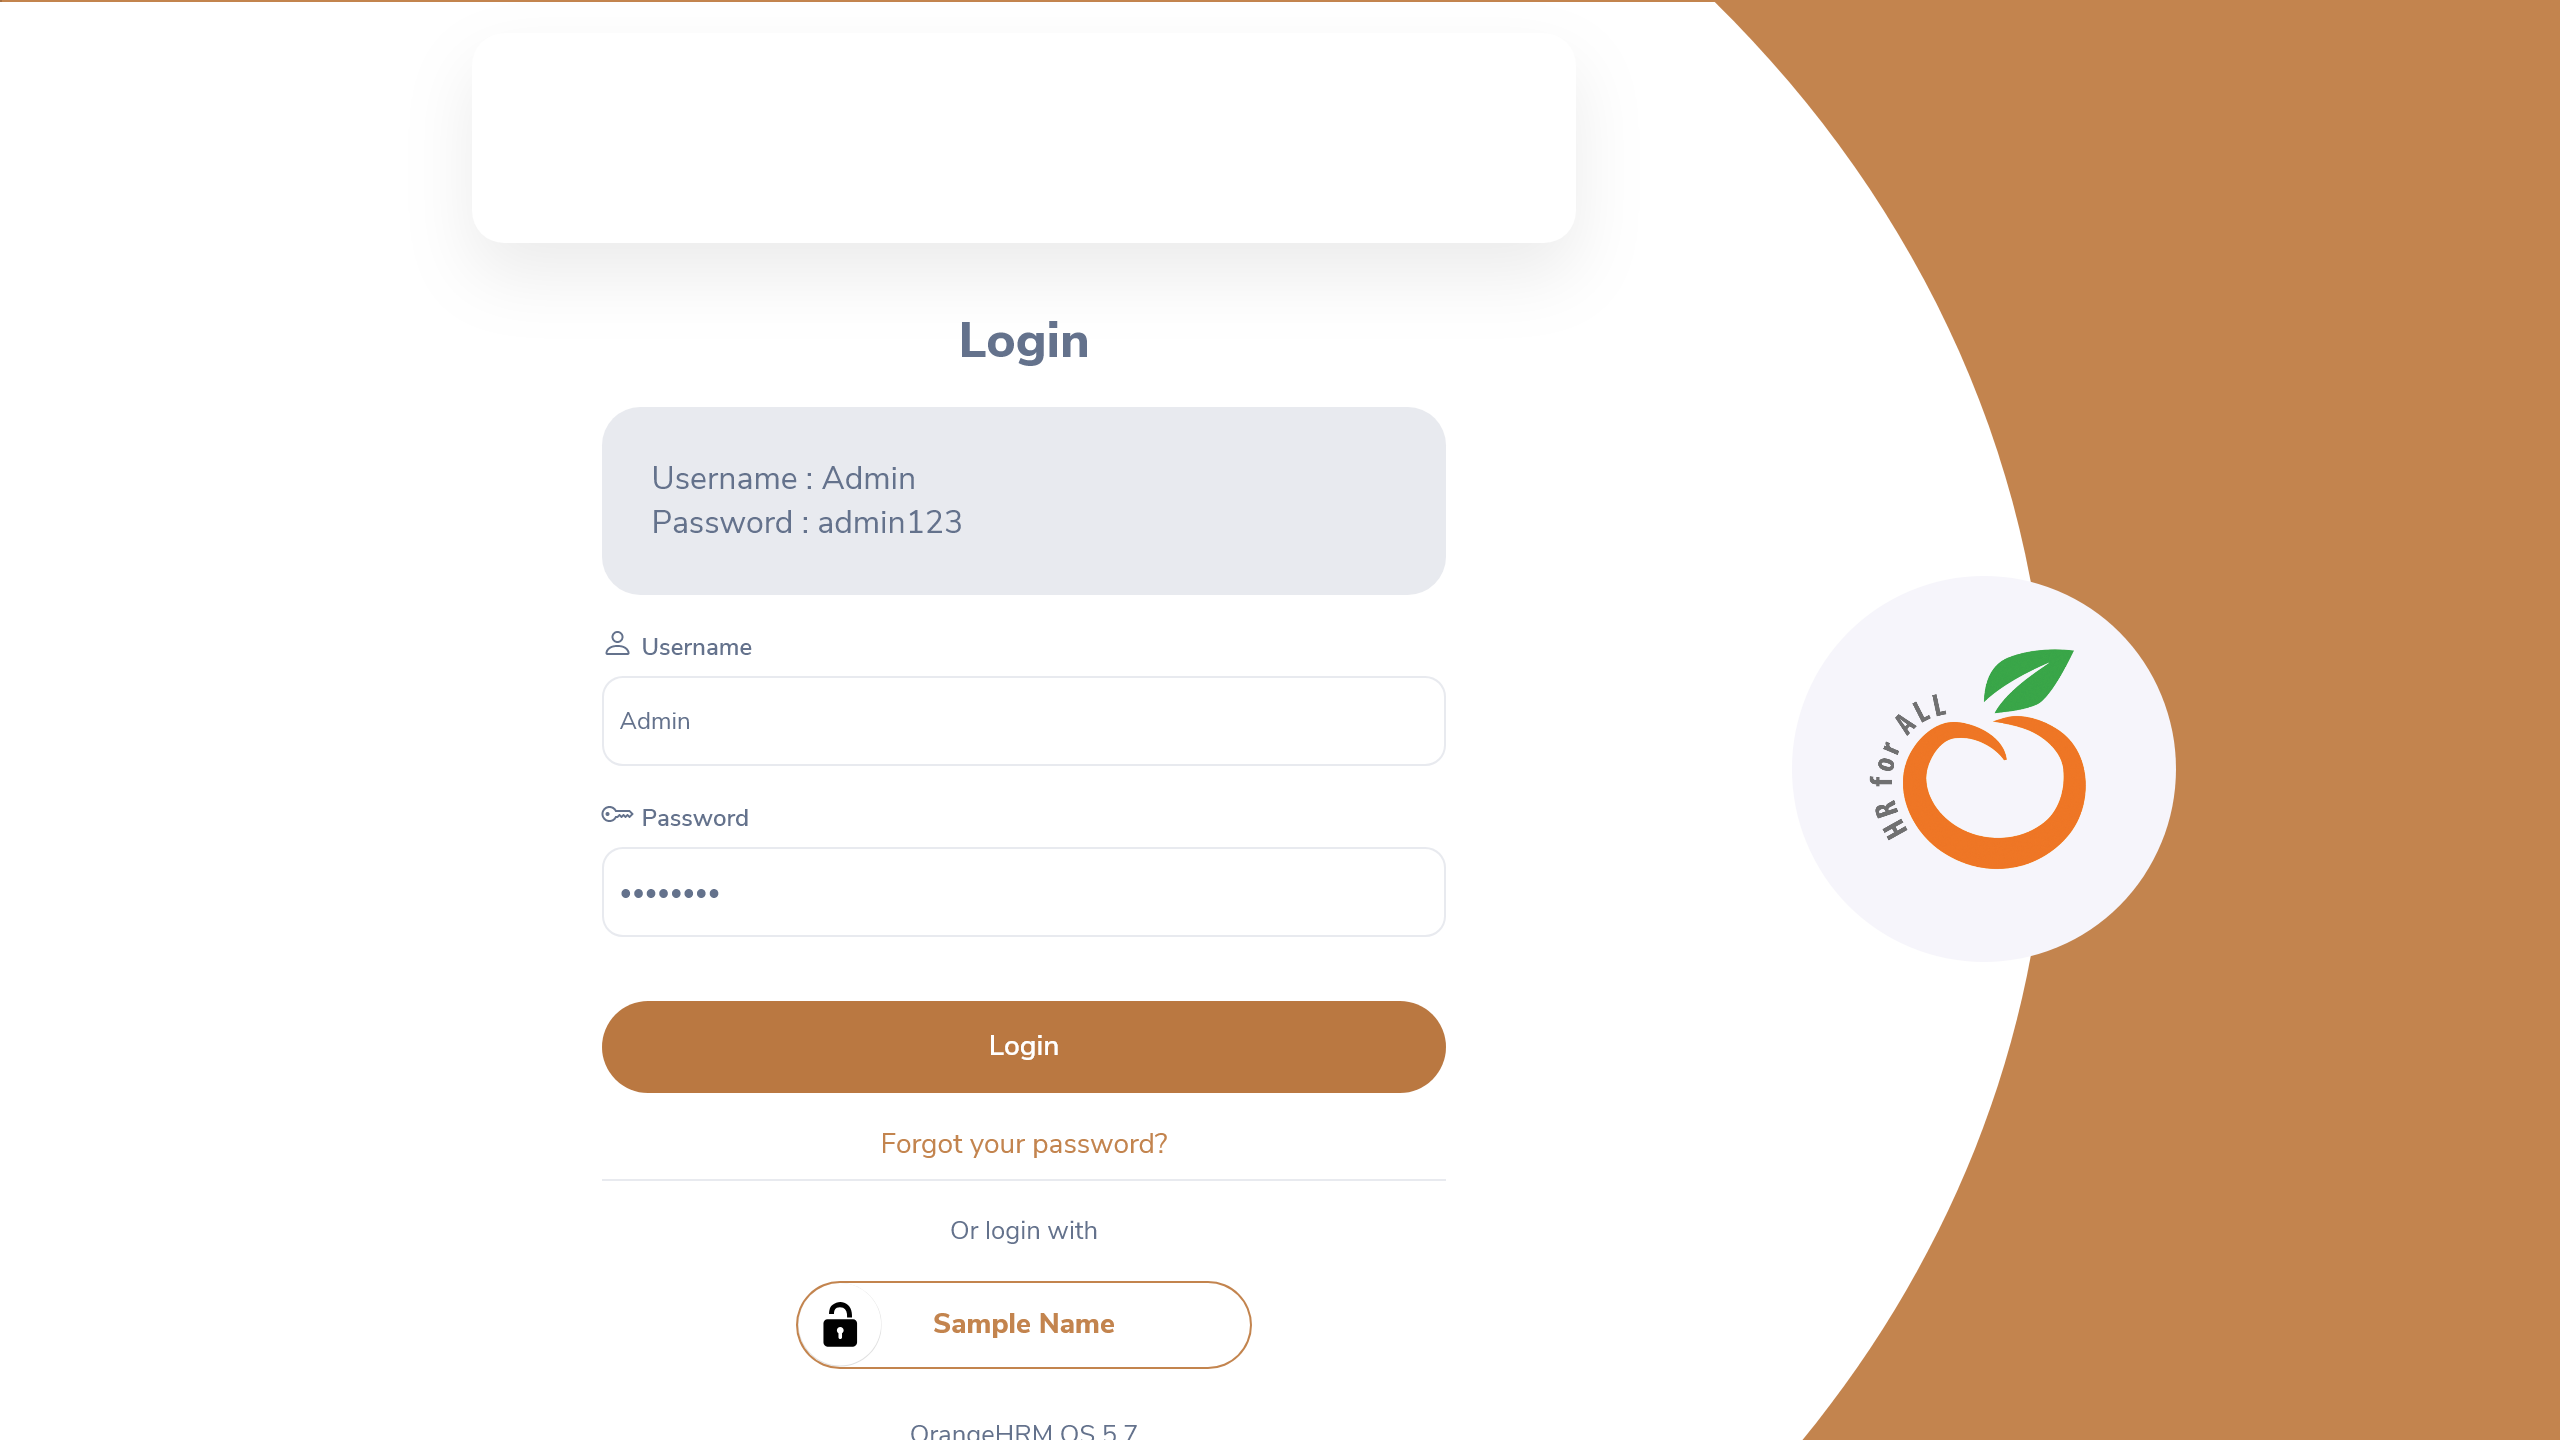 Login
Username : Admin
Password : admin123
Username
Admin
Password
••••••••
Login
Forgot your password?
Or login with
Sample Name
OrangeHRM OS 5.7
HR for ALL